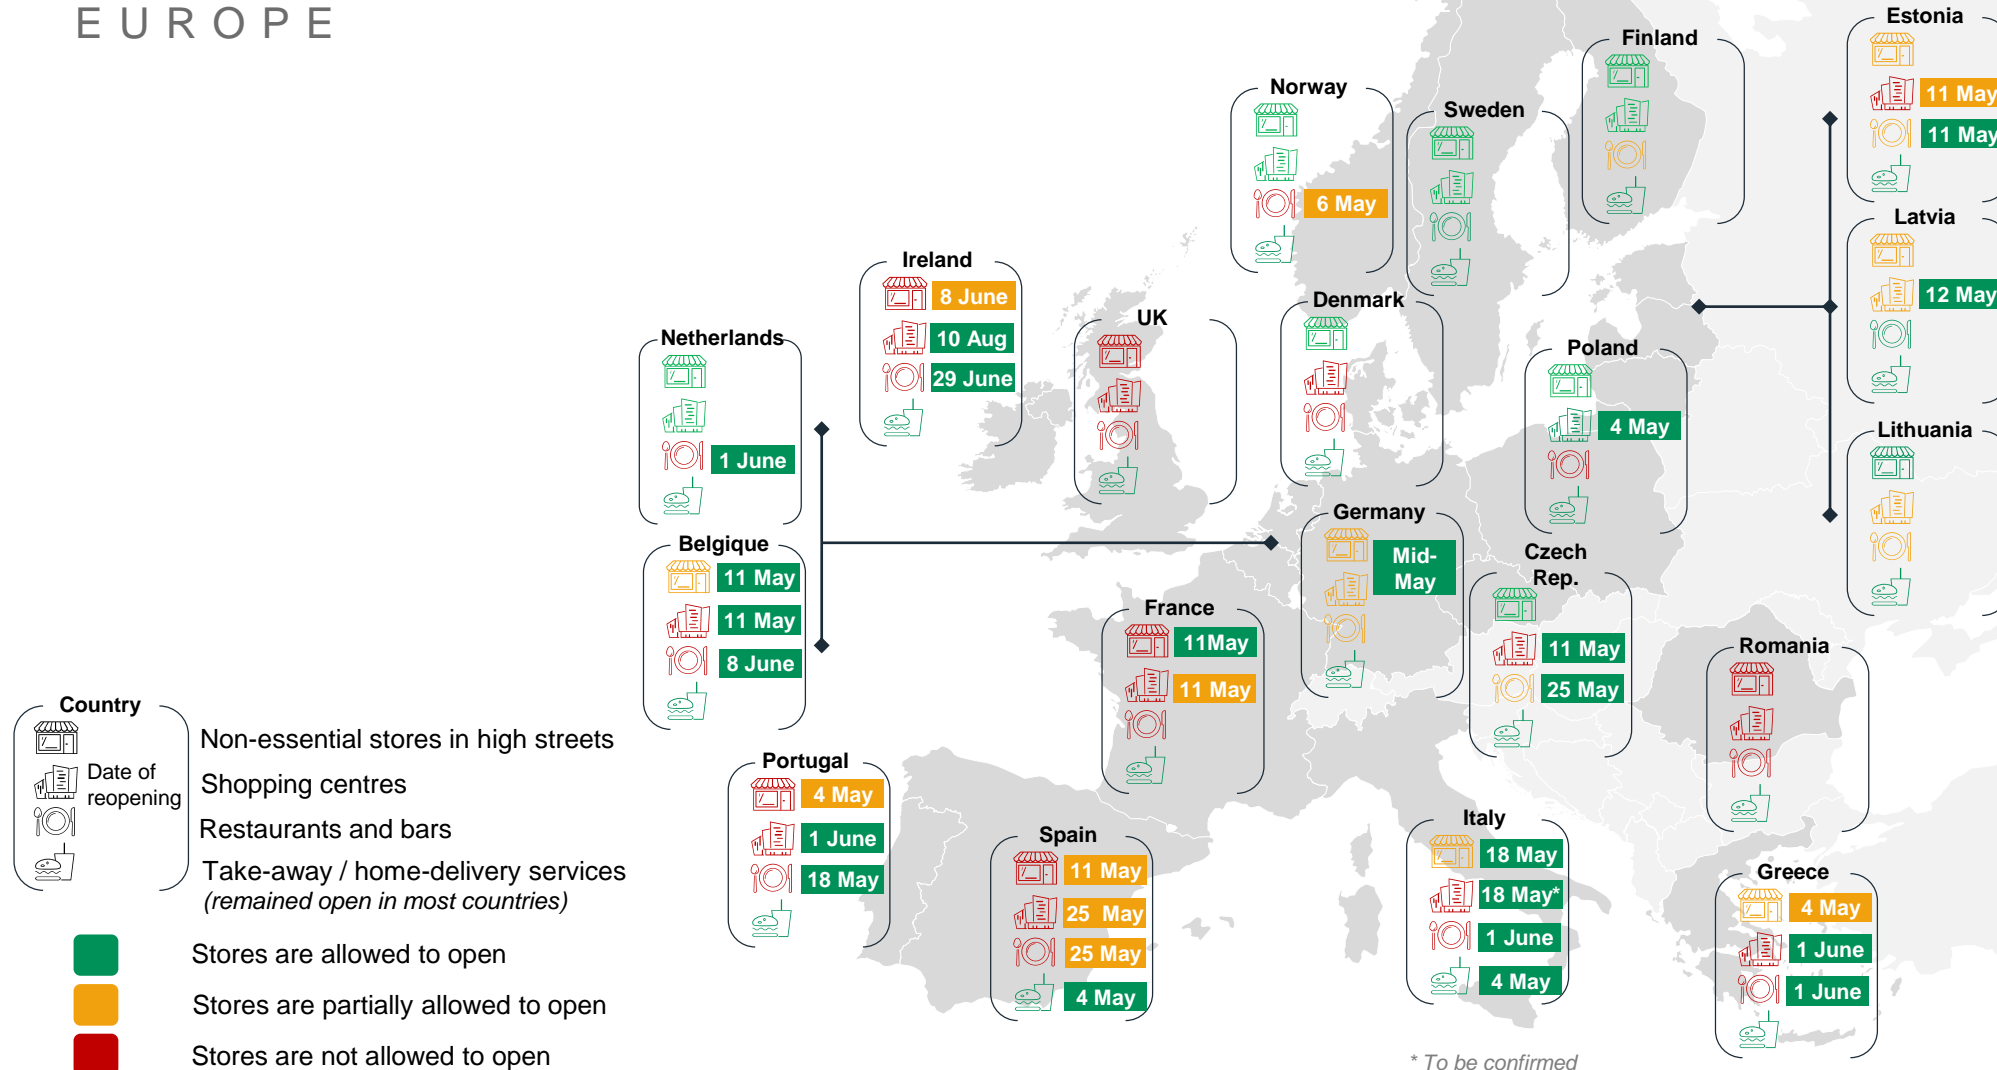 EUROPE
Estonia
11 May
11 May
Finland
Norway
6 May
Sweden
Latvia
12 May
Ireland
8 June
10 Aug
29 June
Denmark
UK
Netherlands
1 June
Poland
4 May
Lithuania
Germany
Mid-
May
Belgique
11 May
11 May
8 June
Czech
Rep.
11 May
25 May
France
11May
11 May
Romania
Country
Date of
reopening
Non-essential stores in high streets
Shopping centres
Restaurants and bars
Take-away / home-delivery services
(remained open in most countries)
Portugal
4 May
1 June
18 May
Spain
11 May
25 May
25 May
4 May
Italy
18 May
18 May*
1 June
4 May
Greece
4 May
1 June
1 June
Stores are allowed to open
Stores are partially allowed to open
Stores are not allowed to open
* To be confirmed